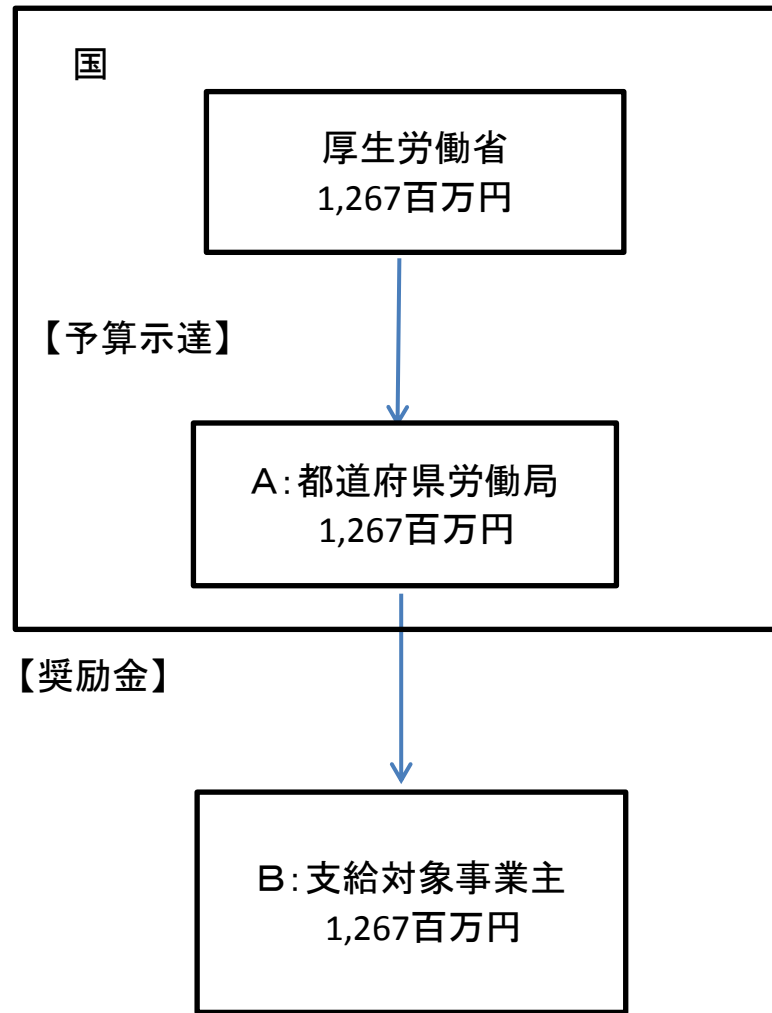 国
厚生労働省
1,267百万円
【予算示達】
A:都道府県労働局
1,267百万円
【奨励金】
B:支給対象事業主
1,267百万円